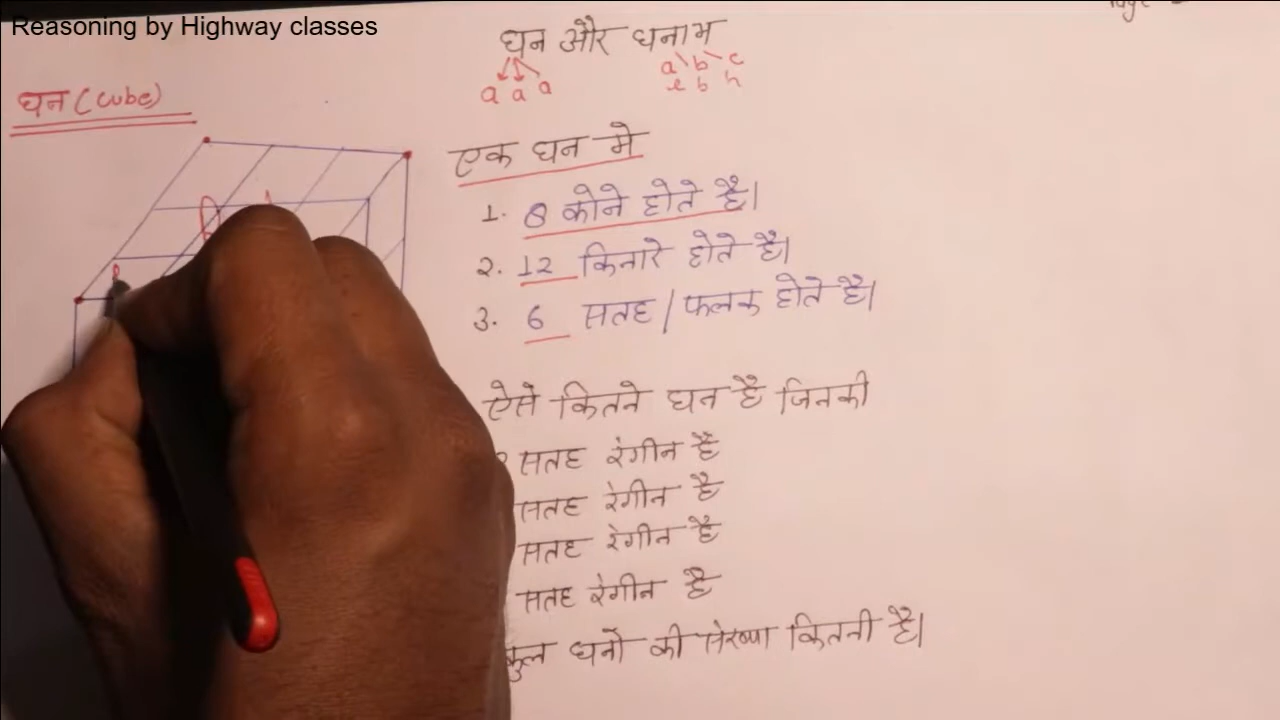 Reasoning by Highway classes
घन और घनाभ
a a a
a b c
l b h
घन (cube)
एक घन मे
1. 8 कोने होते है।
2. 12 किनारे होते है।
3. 6 सतह / फलक होते है।
ऐसे कितने घन है जिनकी
सतह रंगीन है
सतह रंगीन है
सतह रंगीन है
सतह रंगीन है
कुल घनो की संख्या कितनी है।